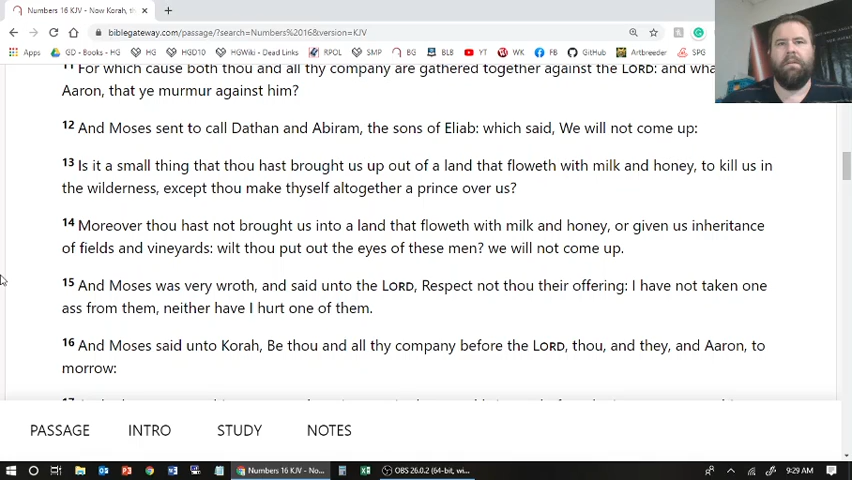 Numbers 16 KJV - Now Korah, th
biblegateway.com/passage/?search=Numbers%2016&version=KJV
Apps GD - Books - HG HG HGD10 HGWiki - Dead Links RPOL SMP BG BLB YT WK FB GitHub Artbreeder SPG
11 For which cause both thou and all thy company are gathered together against the LORD: and wha
Aaron, that ye murmur against him?
12 And Moses sent to call Dathan and Abiram, the sons of Eliab: which said, We will not come up:
13 Is it a small thing that thou hast brought us up out of a land that floweth with milk and honey, to kill us in
the wilderness, except thou make thyself altogether a prince over us?
14 Moreover thou hast not brought us into a land that floweth with milk and honey, or given us inheritance
of fields and vineyards: wilt thou put out the eyes of these men? we will not come up.
15 And Moses was very wroth, and said unto the LORD, Respect not thou their offering: I have not taken one
ass from them, neither have I hurt one of them.
16 And Moses said unto Korah, Be thou and all thy company before the LORD, thou, and they, and Aaron, to
morrow:
PASSAGE INTRO STUDY NOTES
Numbers 16 KJV - No... OBS 26.0.2 (64-bit, wi... 9:29 AM